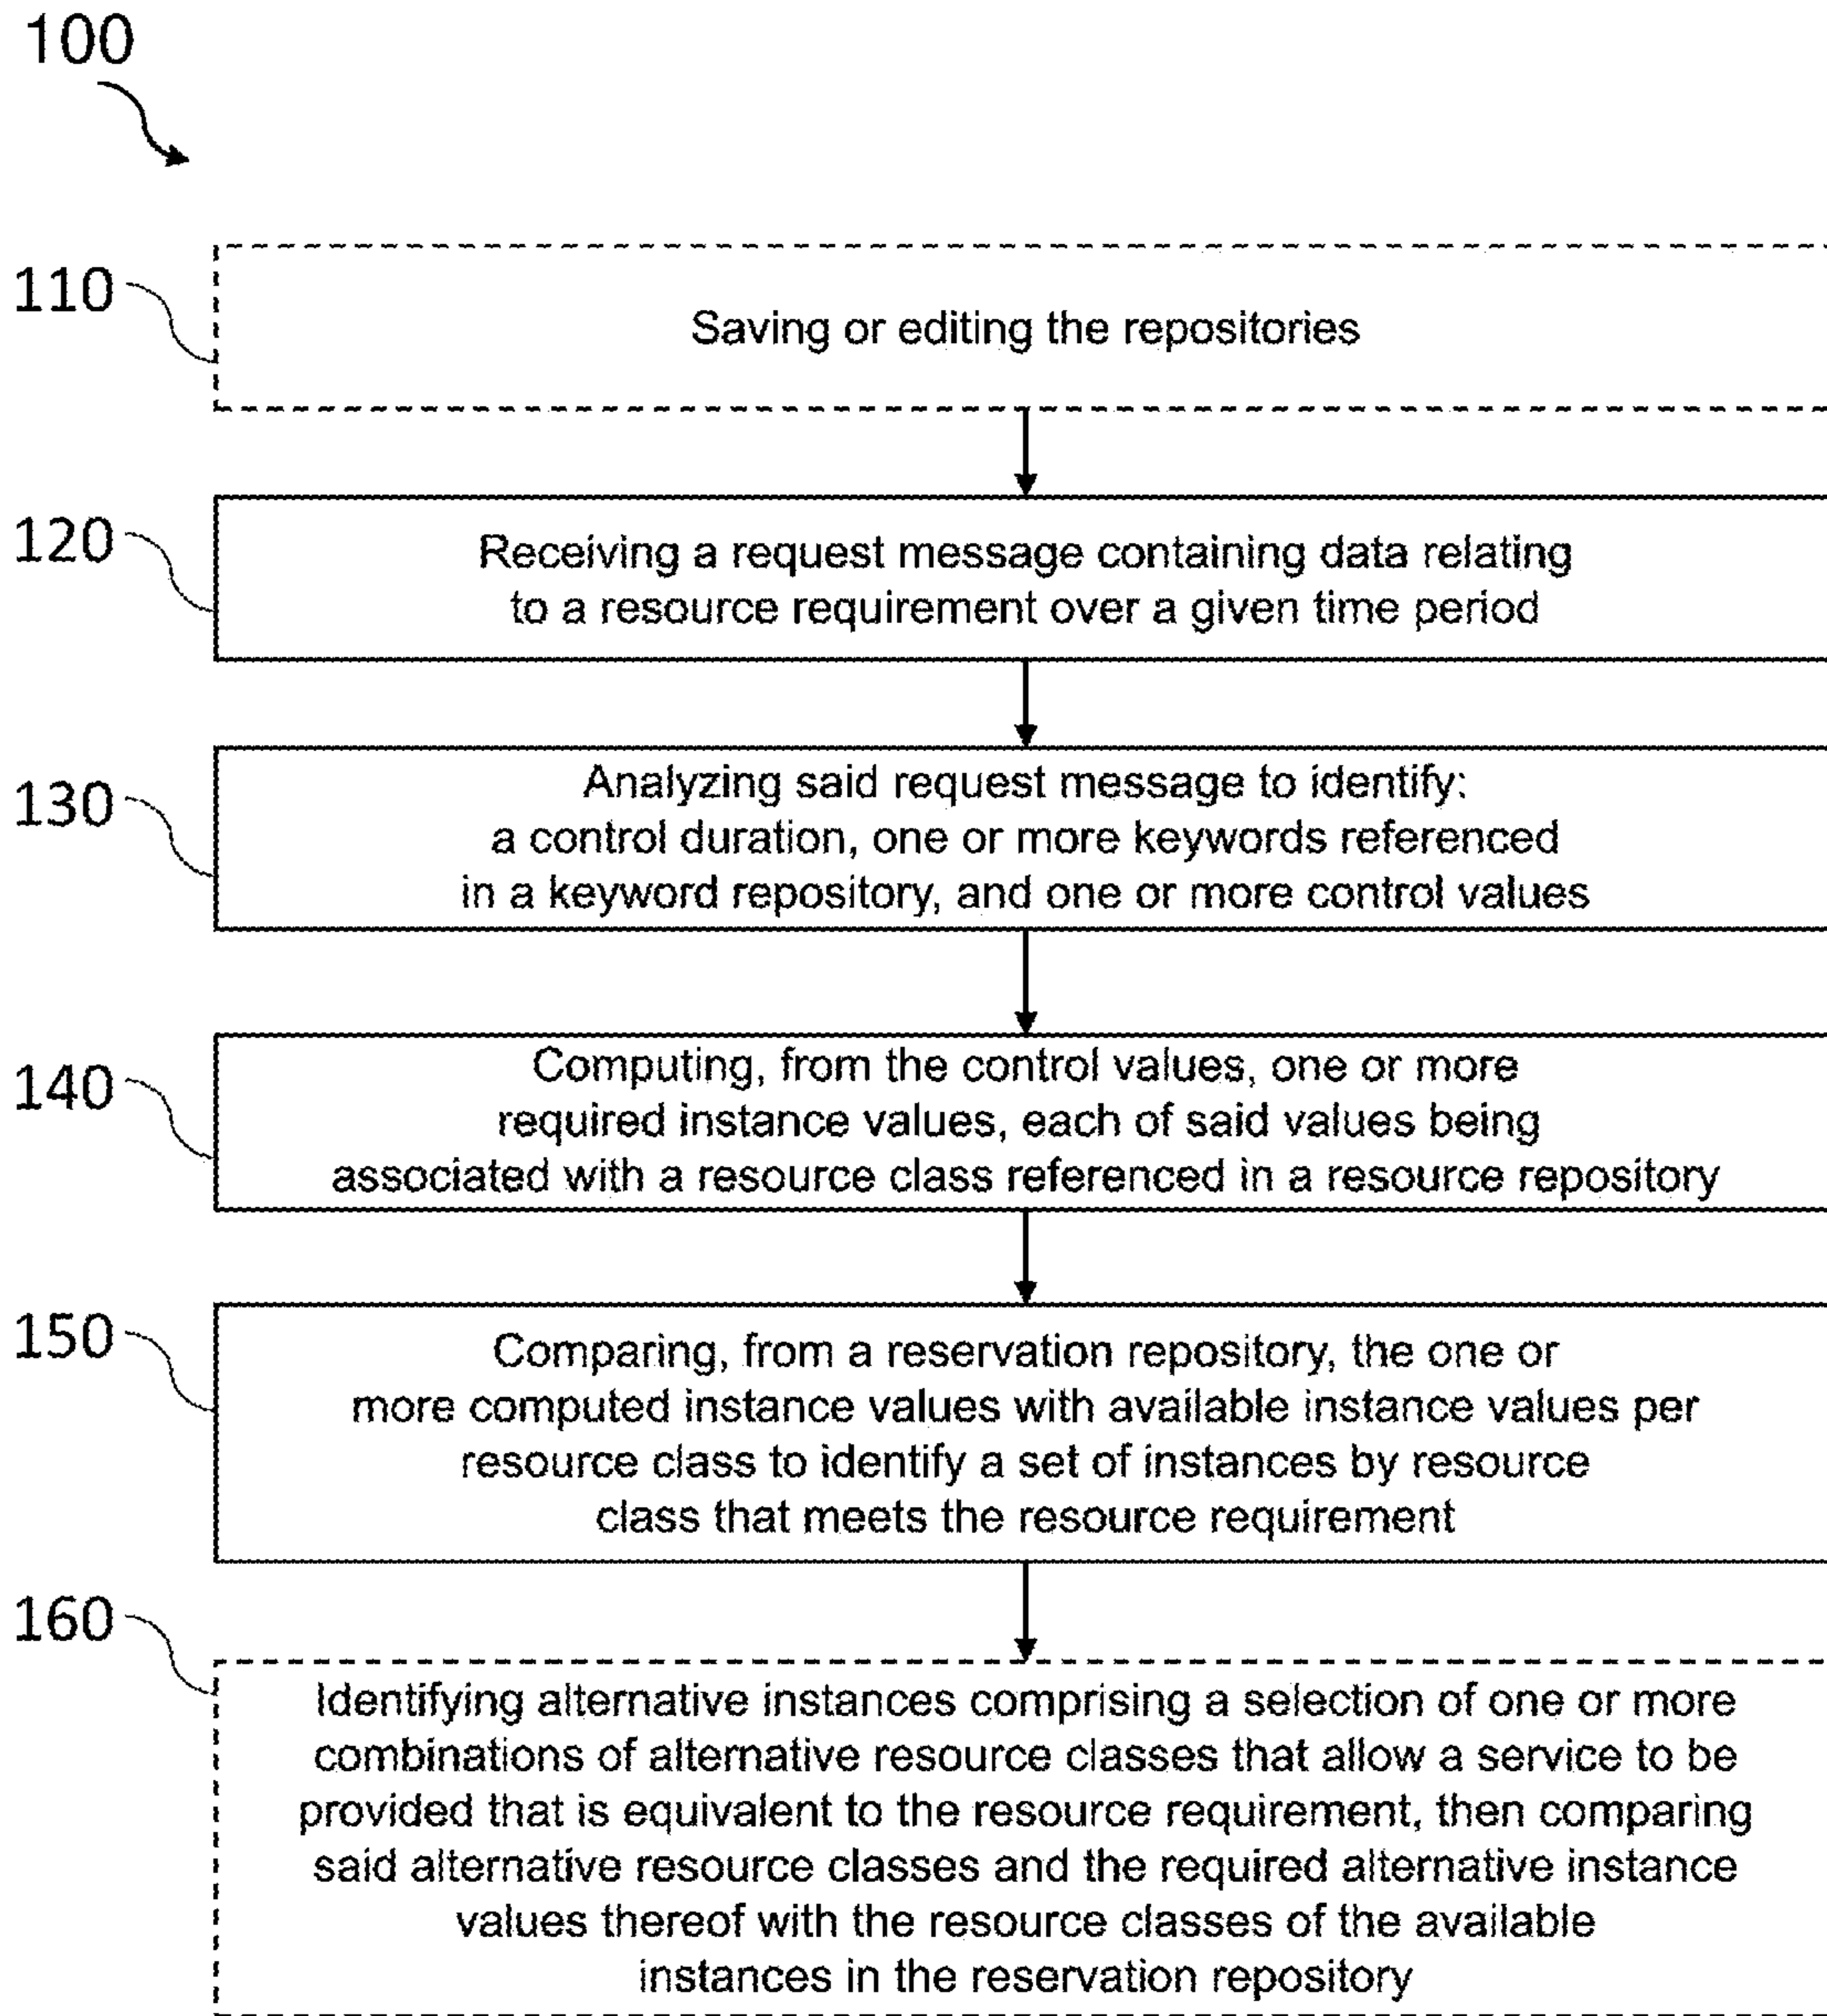 100
110
Saving or editing the repositories
120
Receiving a request message containing data relating
to a resource requirement over a given time period
130
Analyzing said request message to identify:
a control duration, one or more keywords referenced
in a keyword repository, and one or more control values
140
Computing, from the control values, one or more
required instance values, each of said values being
associated with a resource class referenced in a resource repository
150
Comparing, from a reservation repository, the one or
more computed instance values with available instance values per
resource class to identify a set of instances by resource
class that meets the resource requirement
160
Identifying alternative instances comprising a selection of one or more
combinations of alternative resource classes that allow a service to be
provided that is equivalent to the resource requirement, then comparing
said alternative resource classes and the required alternative instance
values thereof with the resource classes of the available
instances in the reservation repository